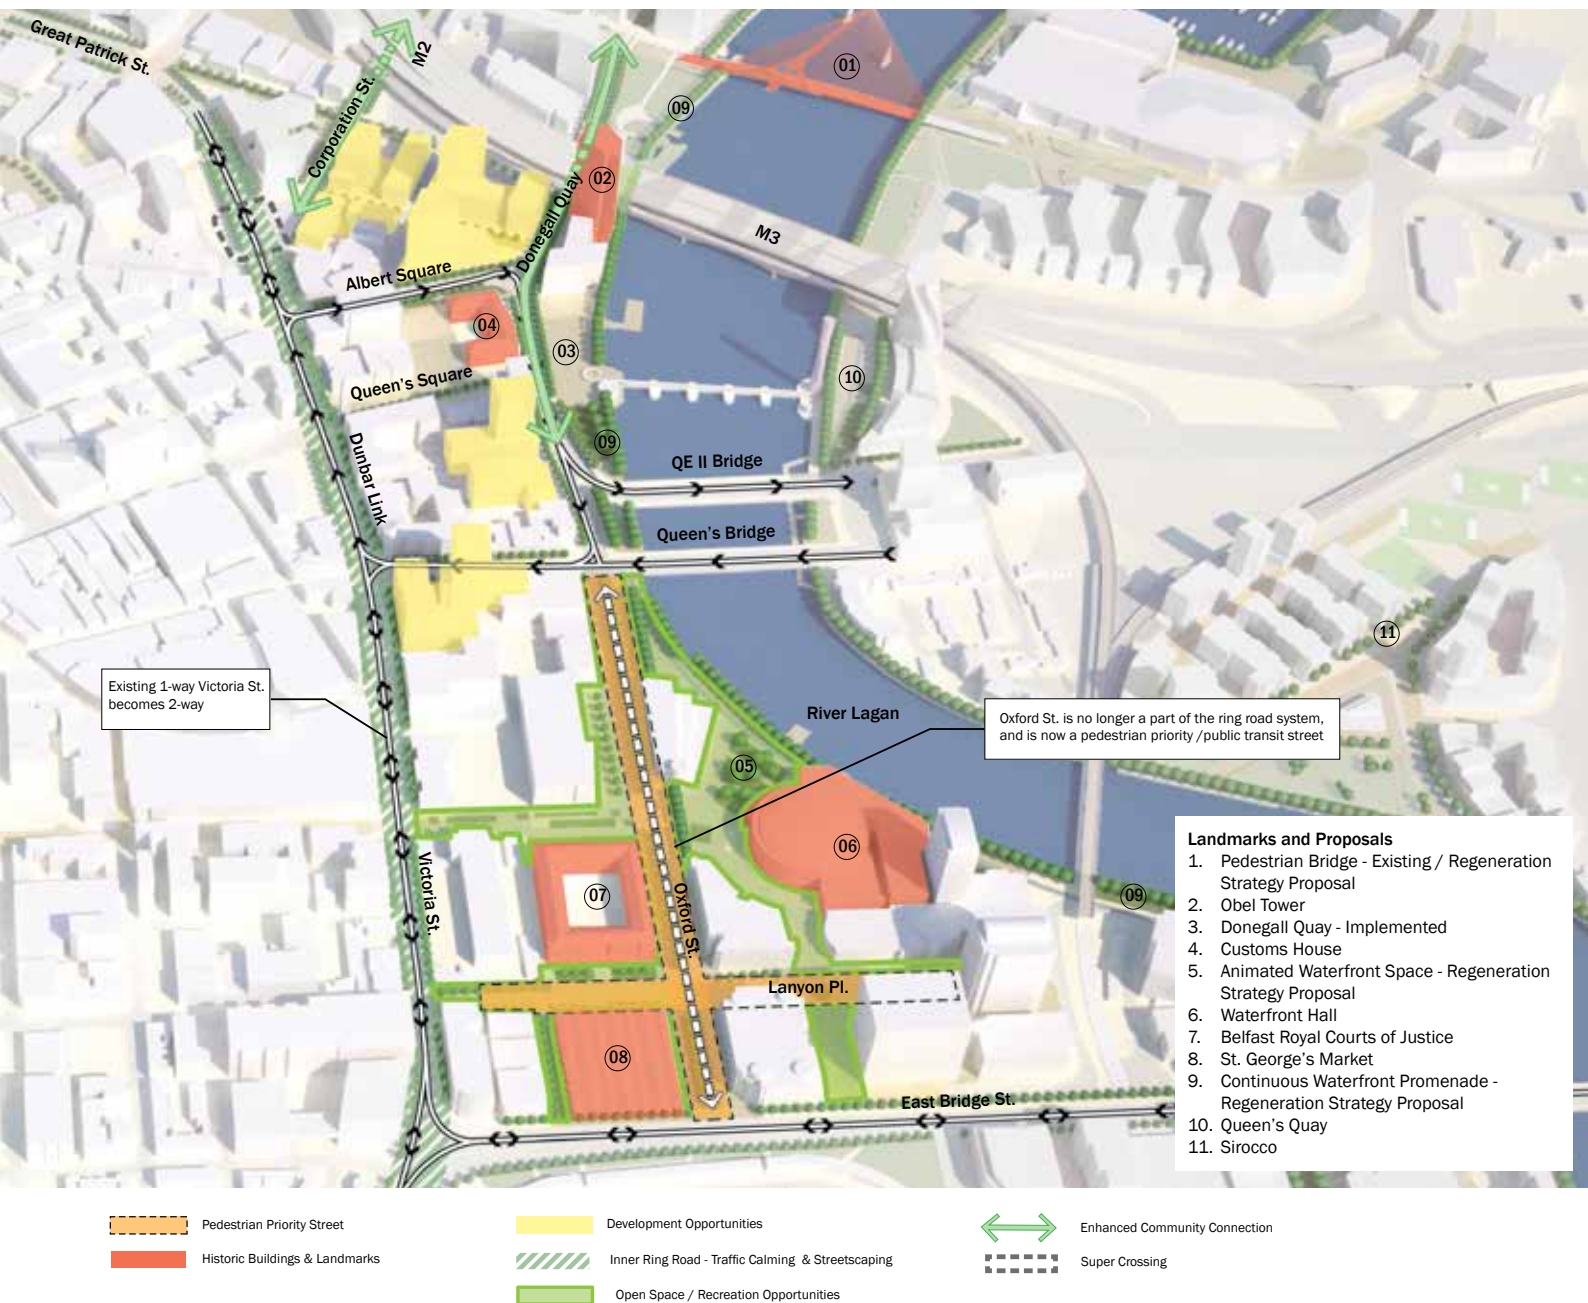 Great Patrick St.
M2
Corporation St.
01
09
02
Donegall Quay
M3
Albert Square
04
03
10
Queen's Square
09
Dunbar Link
QE II Bridge
Queen's Bridge
11
Existing 1-way Victoria St.
becomes 2-way
River Lagan
Oxford St. is no longer a part of the ring road system,
and is now a pedestrian priority /public transit street
05
06
Victoria St.
07
Oxford St.
09
Lanyon Pl.
08
East Bridge St.
Landmarks and Proposals
1. Pedestrian Bridge - Existing / Regeneration
Strategy Proposal
2. Obel Tower
3. Donegall Quay - Implemented
4. Customs House
5. Animated Waterfront Space - Regeneration
Strategy Proposal
6. Waterfront Hall
7. Belfast Royal Courts of Justice
8. St. George's Market
9. Continuous Waterfront Promenade -
Regeneration Strategy Proposal
10. Queen's Quay
11. Sirocco
Pedestrian Priority Street
Historic Buildings & Landmarks
Development Opportunities
Inner Ring Road - Traffic Calming & Streetscaping
Open Space / Recreation Opportunities
Enhanced Community Connection
Super Crossing